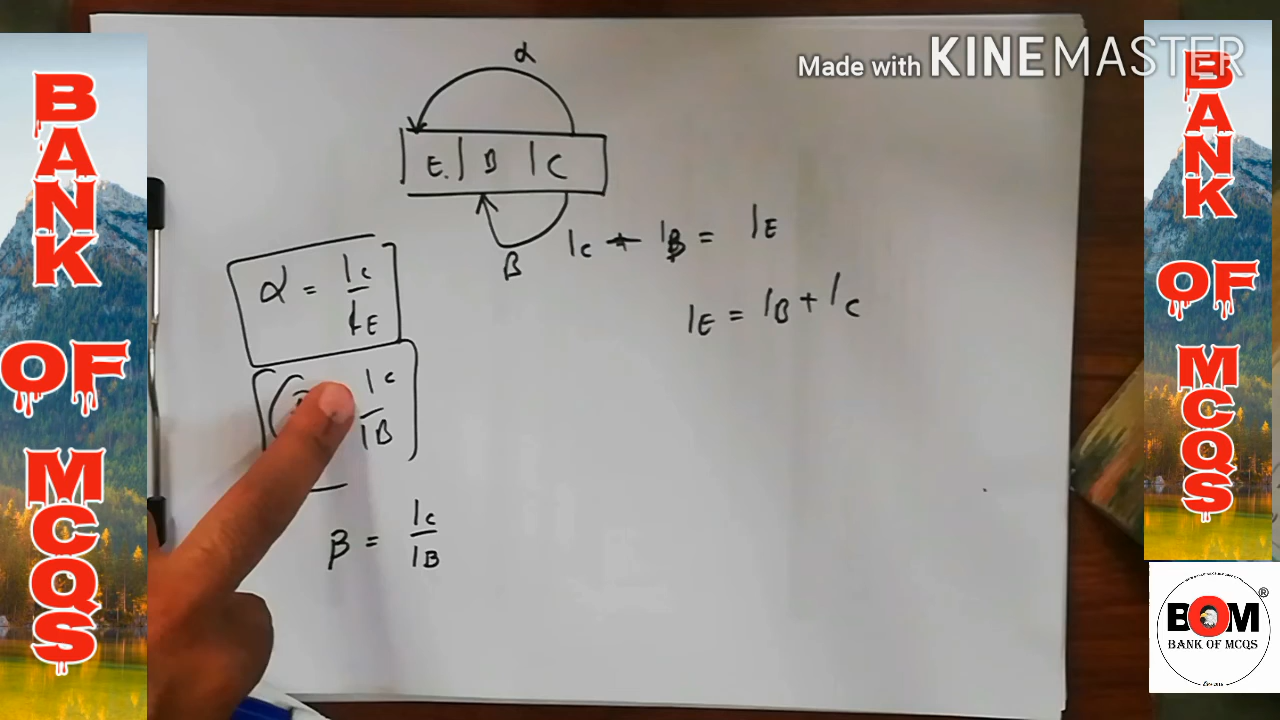 BANK OF MCQS
Made with KINEMASTER
BANK OF MCQS
α
E. | B | C
β
IC + IB = IE
α = IC / IE
IE = IB + IC
IC / IB
β = IC / IB
BOM ®
BANK OF MCQS